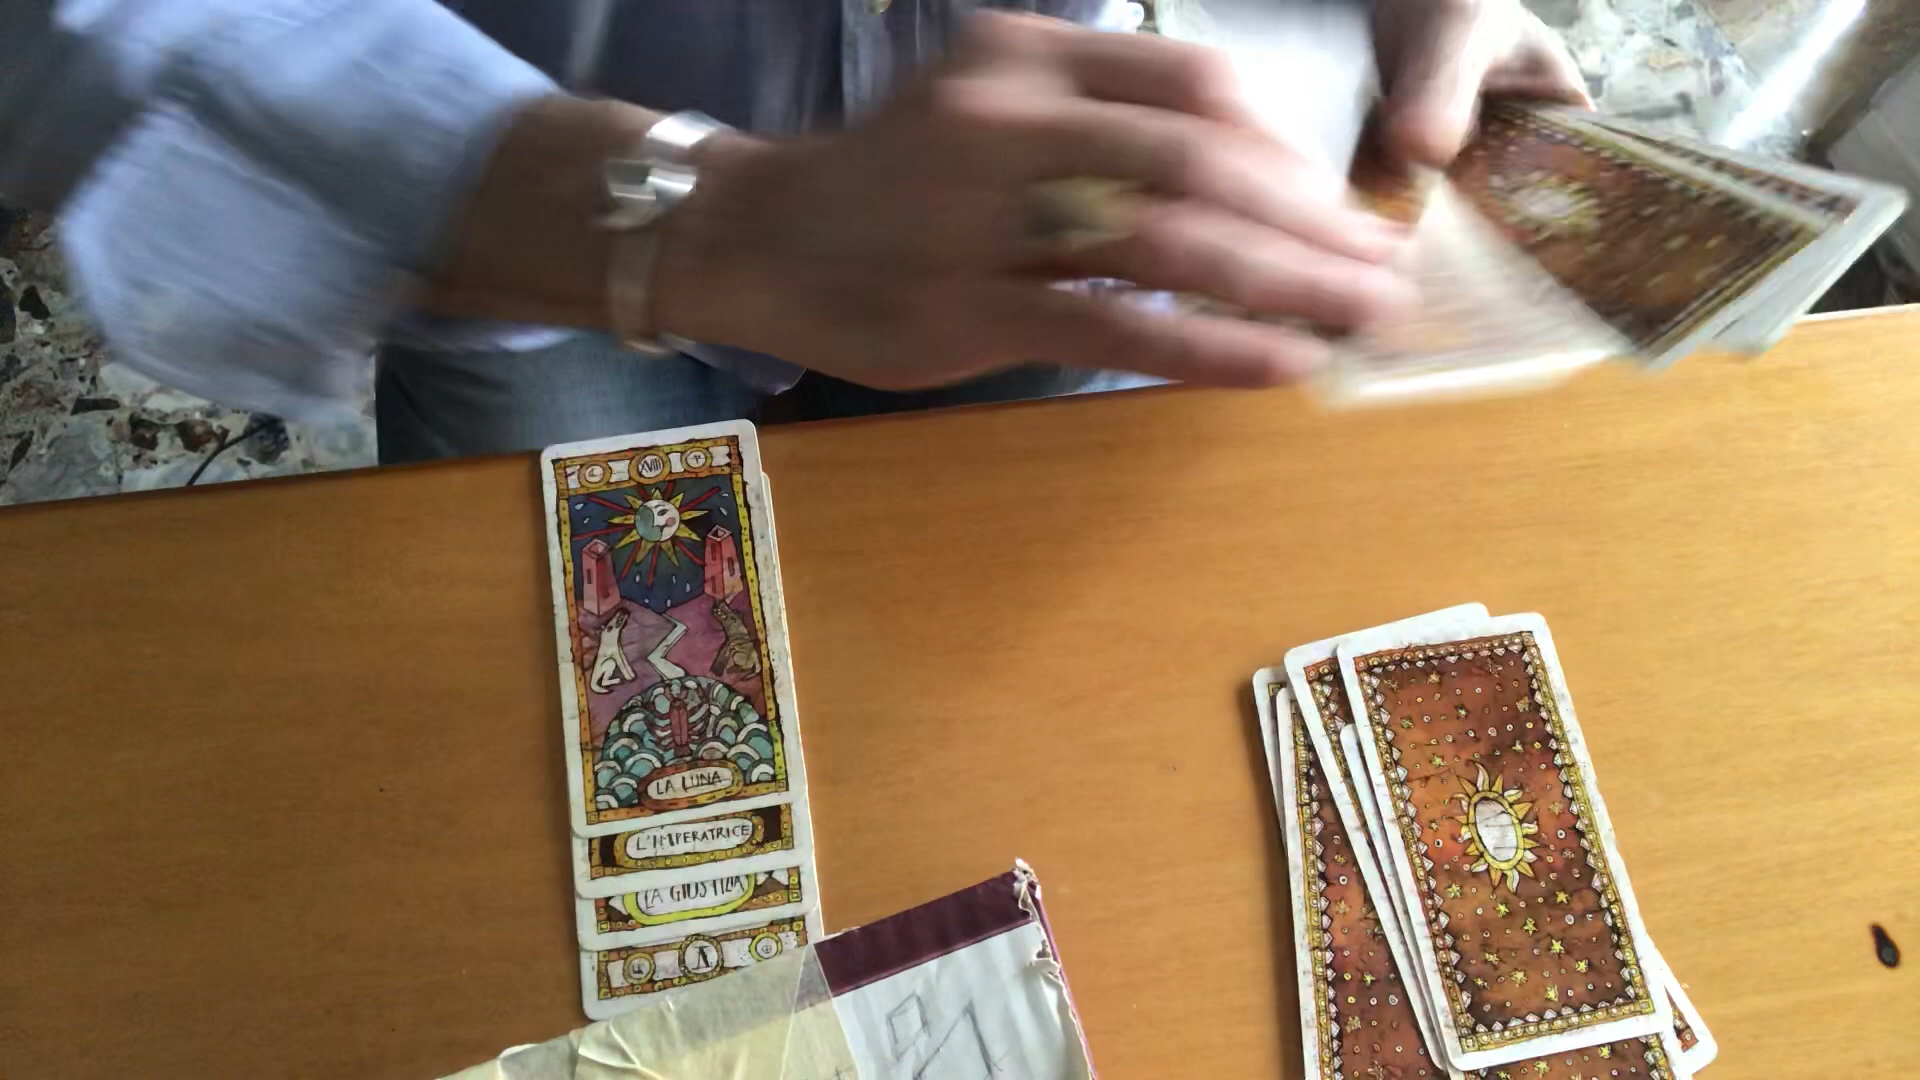 XVIII
LA LUNA
L'IMPERATRICE
LA GIUSTIZIA